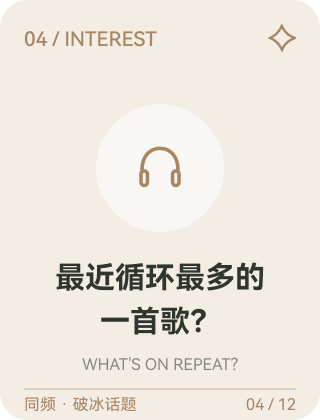 04 / INTEREST
最近循环最多的
一首歌？
WHAT'S ON REPEAT?
同频 · 破冰话题
04 / 12